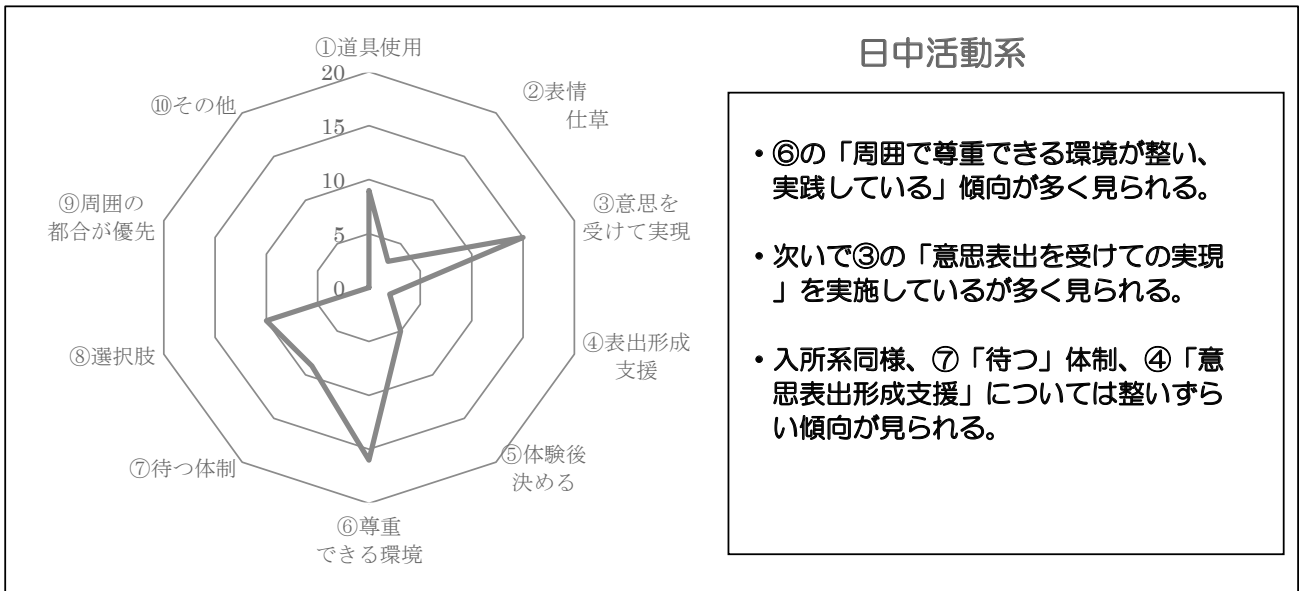 日中活動系
①道具使用
②表情
仕草
③意思を
受けて実現
④表出形成
支援
⑤体験後
決める
⑥尊重
できる環境
⑦待つ体制
⑧選択肢
⑨周囲の
都合が優先
⑩その他
20
15
10
5
0
・⑥の「周囲で尊重できる環境が整い、
実践している」傾向が多く見られる。
・次いで③の「意思表出を受けての実現
」を実施しているが多く見られる。
・入所系同様、⑦「待つ」体制、④「意
思表出形成支援」については整いずら
い傾向が見られる。